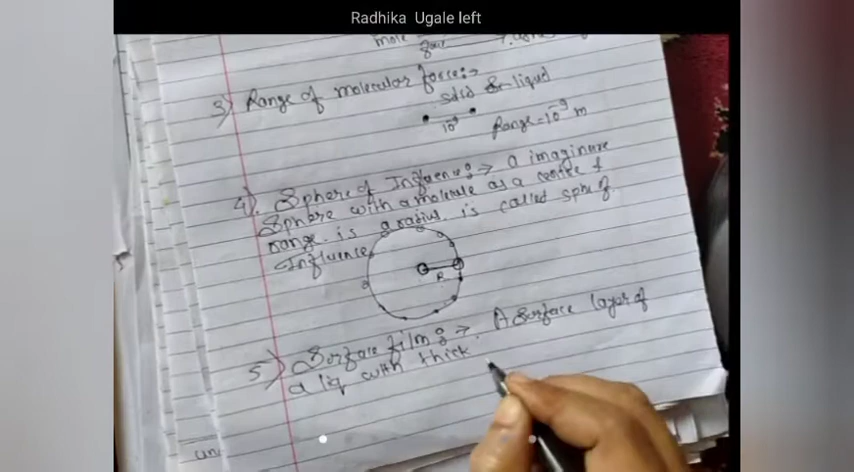 Radhika Ugale left
mole
3) Range of molecular force:→
solid & liquid
10⁻⁹ Range = 10⁻⁹ m
4). Sphere of Influence:→ a imaginare
Sphere with a molecule as a centre &
range is a radius is called sph of
Influence
R
5) Surface film:→. A Surface layer of
a liq with thick
un